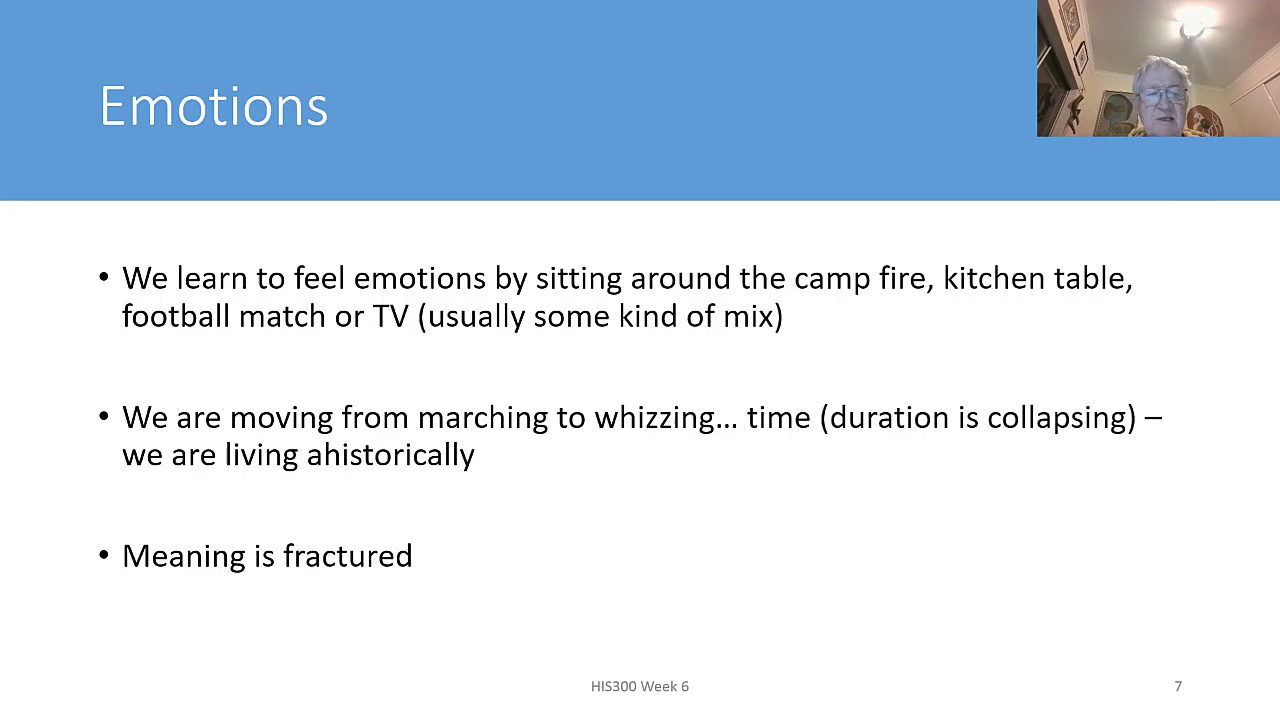 Emotions
• We learn to feel emotions by sitting around the camp fire, kitchen table,
football match or TV (usually some kind of mix)
• We are moving from marching to whizzing... time (duration is collapsing) –
we are living ahistorically
• Meaning is fractured
HIS300 Week 6
7